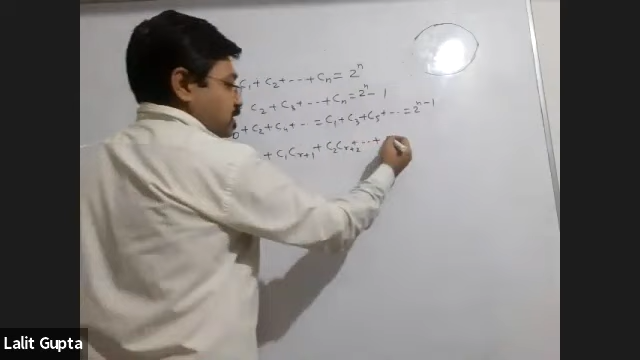 C₁ + C₂ + ··· + Cₙ = 2ⁿ
C₂ + C₃ + ··· + Cₙ = 2ⁿ - 1
0 + C₂ + C₄ + ··· = C₁ + C₃ + C₅ + ··· = 2ⁿ⁻¹
+ C₁Cᵣ₊₁ + C₂Cᵣ₊₂ + ··· +
Lalit Gupta